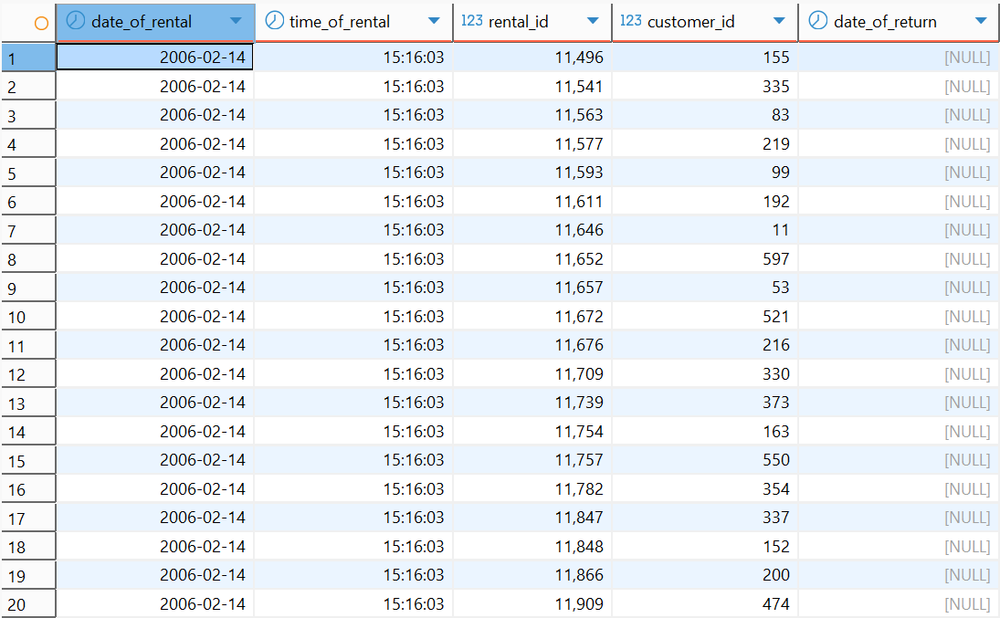 date_of_rental 123 time_of_rental 123 rental_id 123 customer_id date_of_return
1 2006-02-14 15:16:03 11,496 155 [NULL]
2 2006-02-14 15:16:03 11,541 335 [NULL]
3 2006-02-14 15:16:03 11,563 83 [NULL]
4 2006-02-14 15:16:03 11,577 219 [NULL]
5 2006-02-14 15:16:03 11,593 99 [NULL]
6 2006-02-14 15:16:03 11,611 192 [NULL]
7 2006-02-14 15:16:03 11,646 11 [NULL]
8 2006-02-14 15:16:03 11,652 597 [NULL]
9 2006-02-14 15:16:03 11,657 53 [NULL]
10 2006-02-14 15:16:03 11,672 521 [NULL]
11 2006-02-14 15:16:03 11,676 216 [NULL]
12 2006-02-14 15:16:03 11,709 330 [NULL]
13 2006-02-14 15:16:03 11,739 373 [NULL]
14 2006-02-14 15:16:03 11,754 163 [NULL]
15 2006-02-14 15:16:03 11,757 550 [NULL]
16 2006-02-14 15:16:03 11,782 354 [NULL]
17 2006-02-14 15:16:03 11,847 337 [NULL]
18 2006-02-14 15:16:03 11,848 152 [NULL]
19 2006-02-14 15:16:03 11,866 200 [NULL]
20 2006-02-14 15:16:03 11,909 474 [NULL]